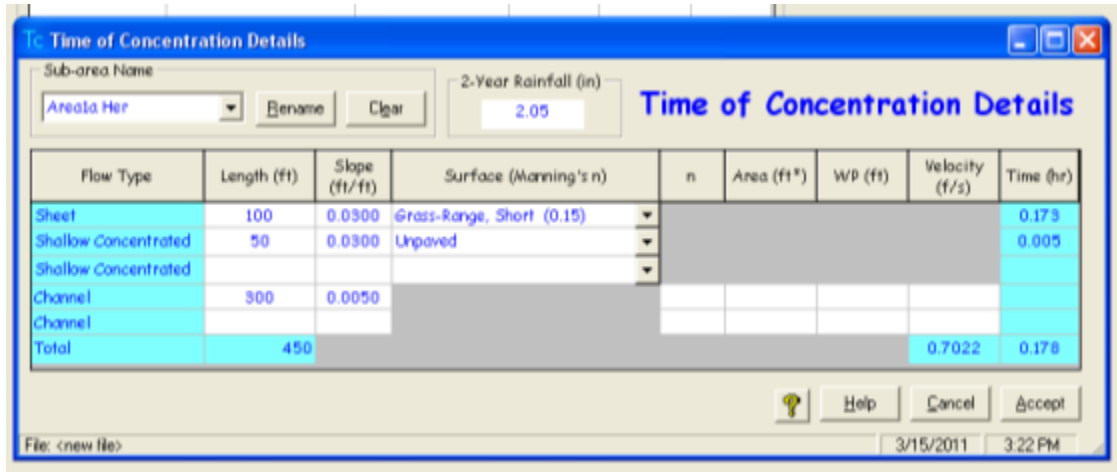 Tc Time of Concentration Details
Sub-area Name
2-Year Rainfall (in)
Area1a Her
Rename
Clear
2.05
Time of Concentration Details
Flow Type Length (ft) Slope (ft/ft) Surface (Manning's n) n Area (ft²) WP (ft) Velocity (f/s) Time (hr)
Sheet 100 0.0300 Grass-Range, Short (0.15) 0.173
Shallow Concentrated 50 0.0300 Unpaved 0.005
Shallow Concentrated
Channel 300 0.0050
Channel
Total 450 0.7022 0.178
? Help Cancel Accept
File: <new file> 3/15/2011 3:22 PM